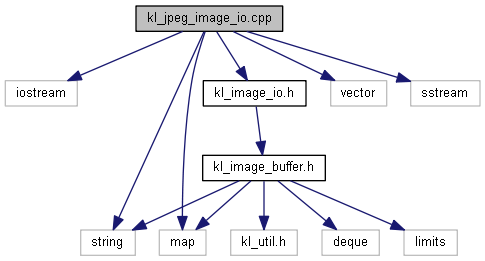 kl_jpeg_image_io.cpp
iostream
kl_image_io.h
vector
sstream
kl_image_buffer.h
string
map
kl_util.h
deque
limits